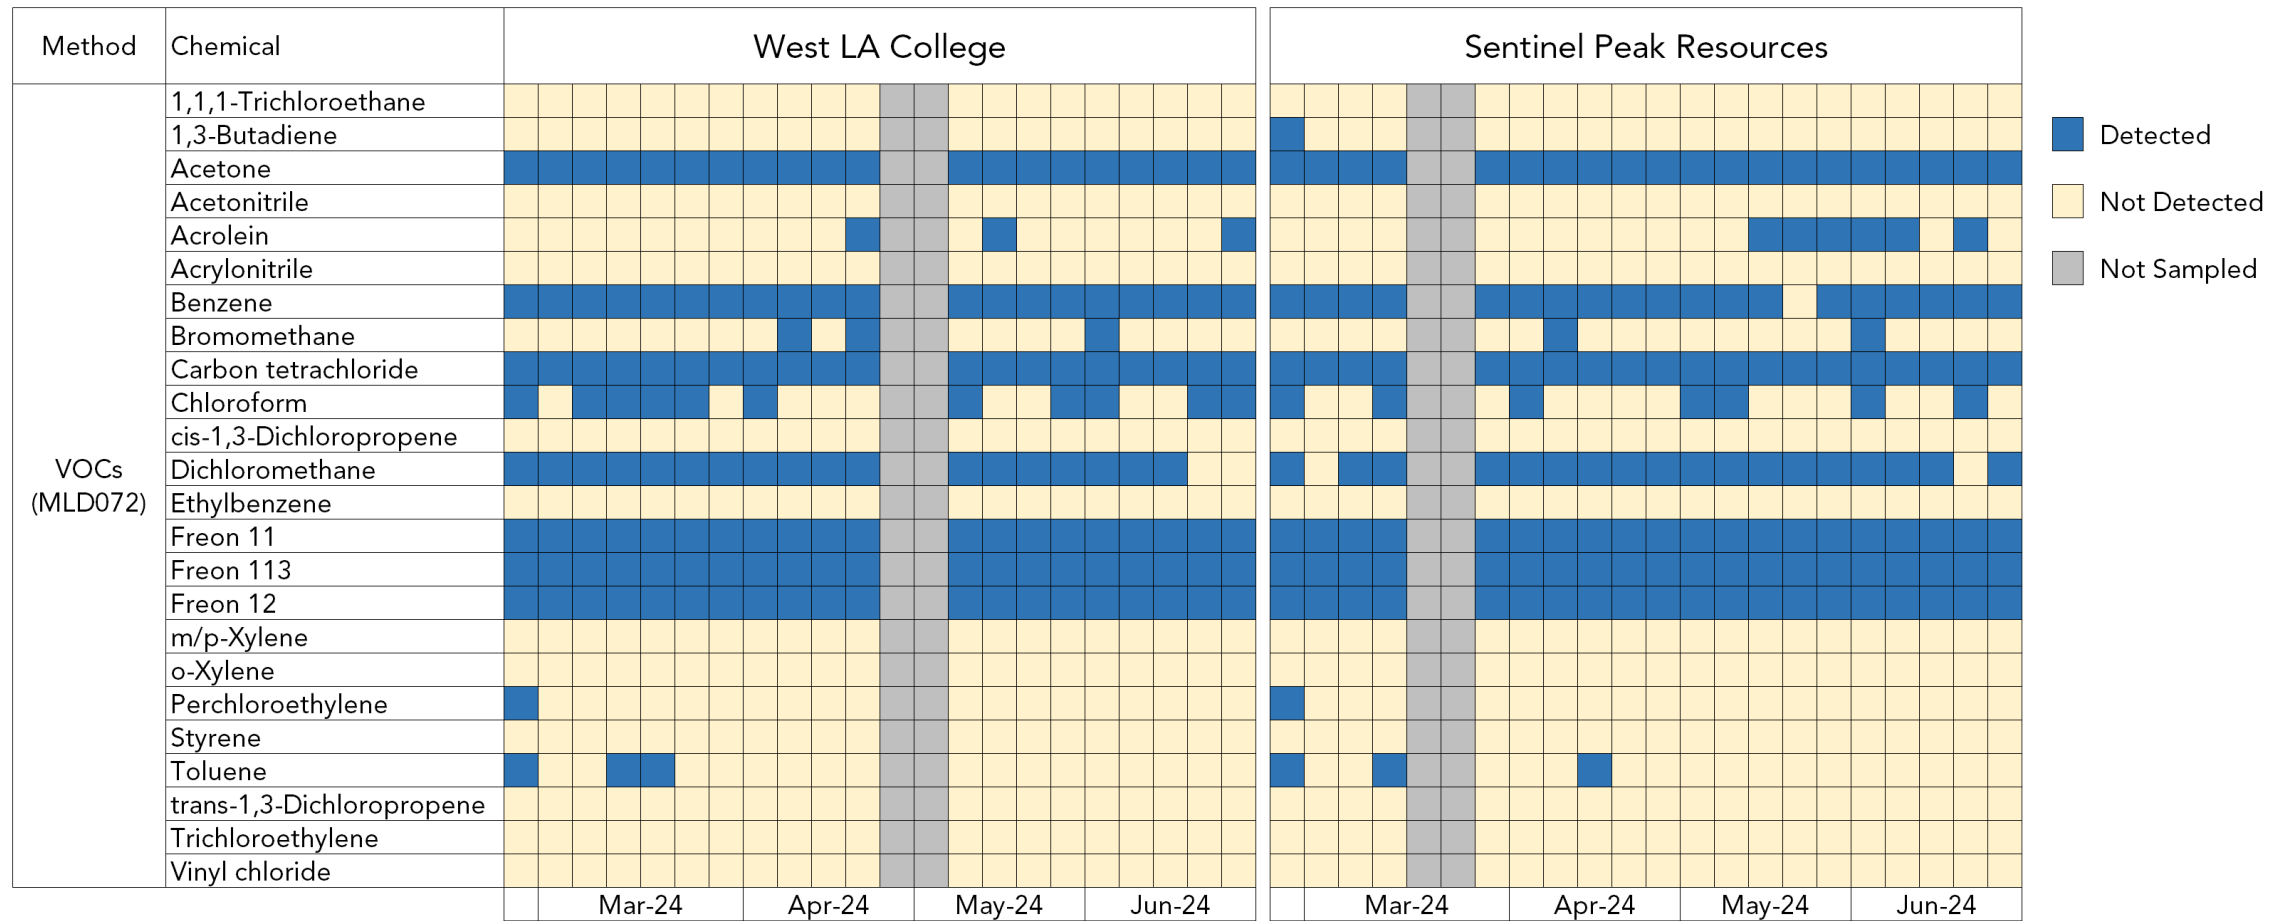 Method Chemical West LA College Sentinel Peak Resources
1,1,1-Trichloroethane
1,3-Butadiene
Detected
Acetone
Acetonitrile
Not Detected
Acrolein
Acrylonitrile
Not Sampled
Benzene
Bromomethane
Carbon tetrachloride
Chloroform
cis-1,3-Dichloropropene
VOCs
(MLD072)
Dichloromethane
Ethylbenzene
Freon 11
Freon 113
Freon 12
m/p-Xylene
o-Xylene
Perchloroethylene
Styrene
Toluene
trans-1,3-Dichloropropene
Trichloroethylene
Vinyl chloride
Mar-24 Apr-24 May-24 Jun-24 Mar-24 Apr-24 May-24 Jun-24